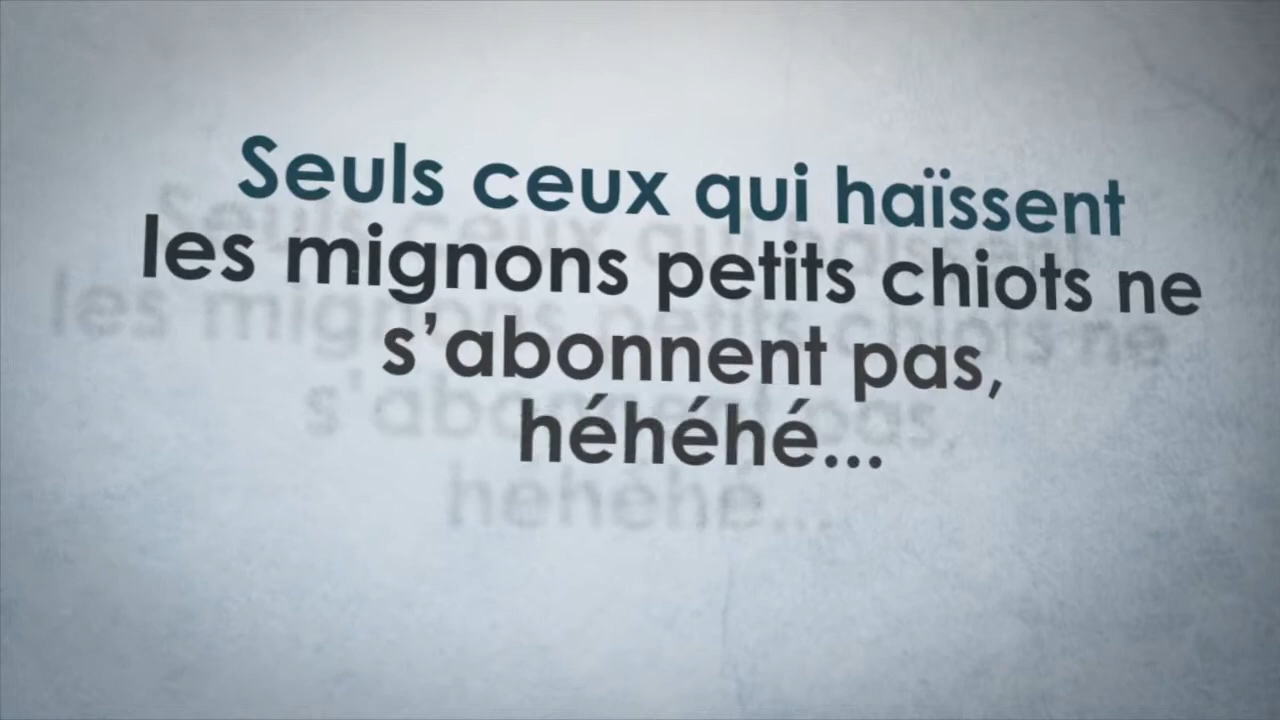 Seuls ceux qui haïssent
les mignons petits chiots ne
s’abonnent pas,
héhéhé...